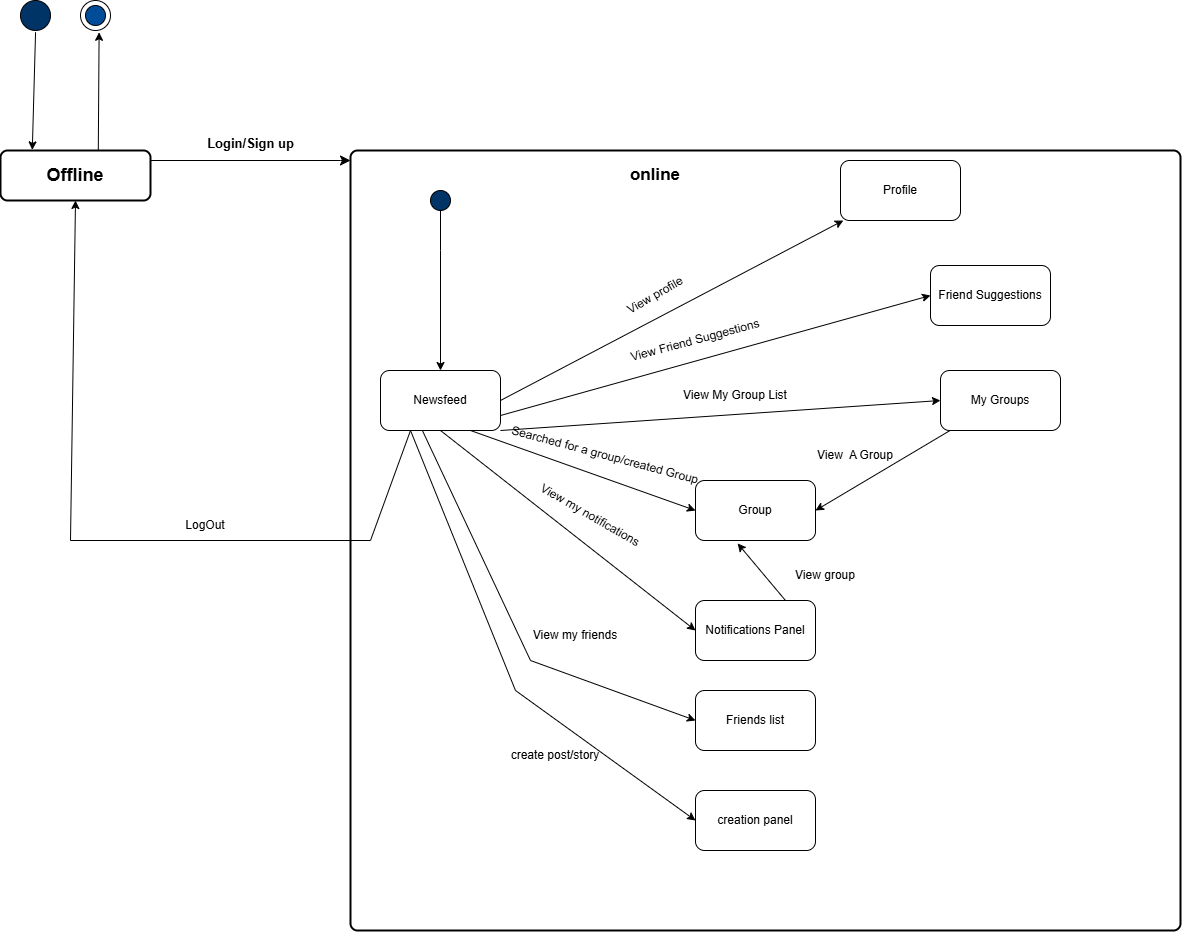 Login/Sign up
Offline
online
Profile
View profile
Friend Suggestions
View Friend Suggestions
Newsfeed
View My Group List
My Groups
Searched for a group/created Group
View  A Group
View my notifications
Group
LogOut
View group
Notifications Panel
View my friends
Friends list
create post/story
creation panel